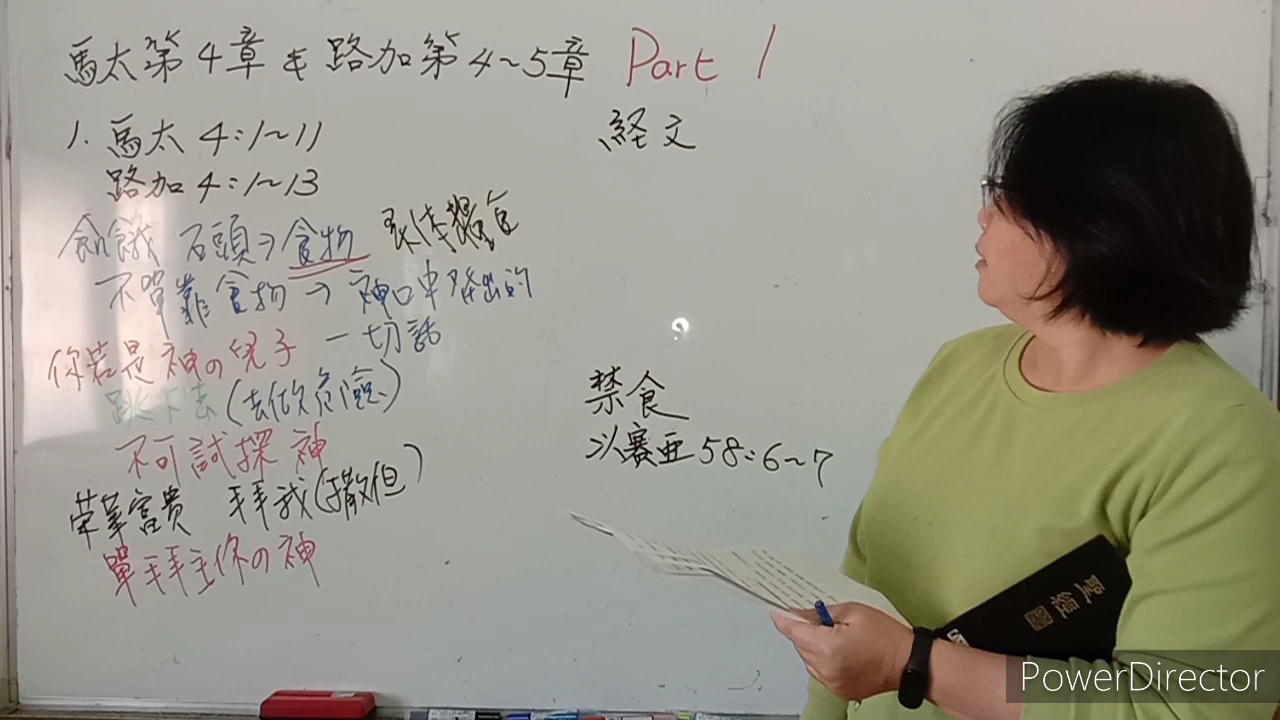 馬太第4章 & 路加第4~5章 Part 1
1. 馬太 4:1~11
路加 4:1~13
経文
飢餓 石頭→食物
不單靠食物→神口中所出的
一切話
你若是神の兒子
跳下去(去做危險)
不可試探神
榮華富貴 拜我(撒但)
單拜主你の神
禁食
以賽亜 58:6~7
聖經
PowerDirector